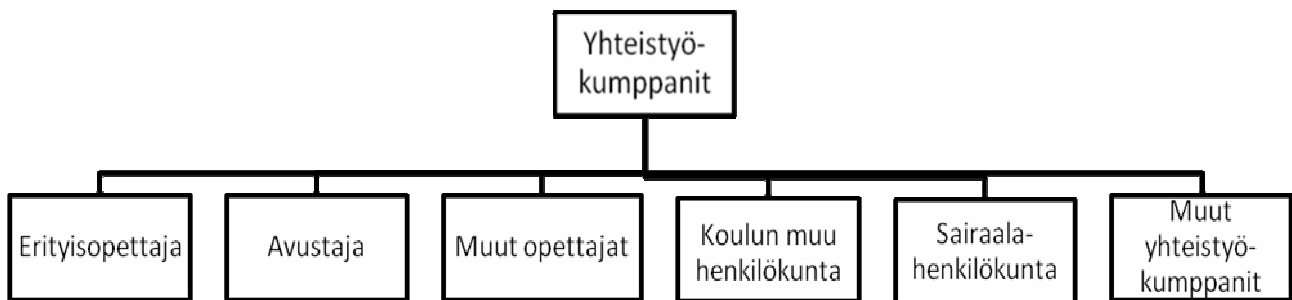 Yhteistyö-
kumppanit
Erityisopettaja
Avustaja
Muut opettajat
Koulun muu
henkilökunta
Sairaala-
henkilökunta
Muut
yhteistyö-
kumppanit